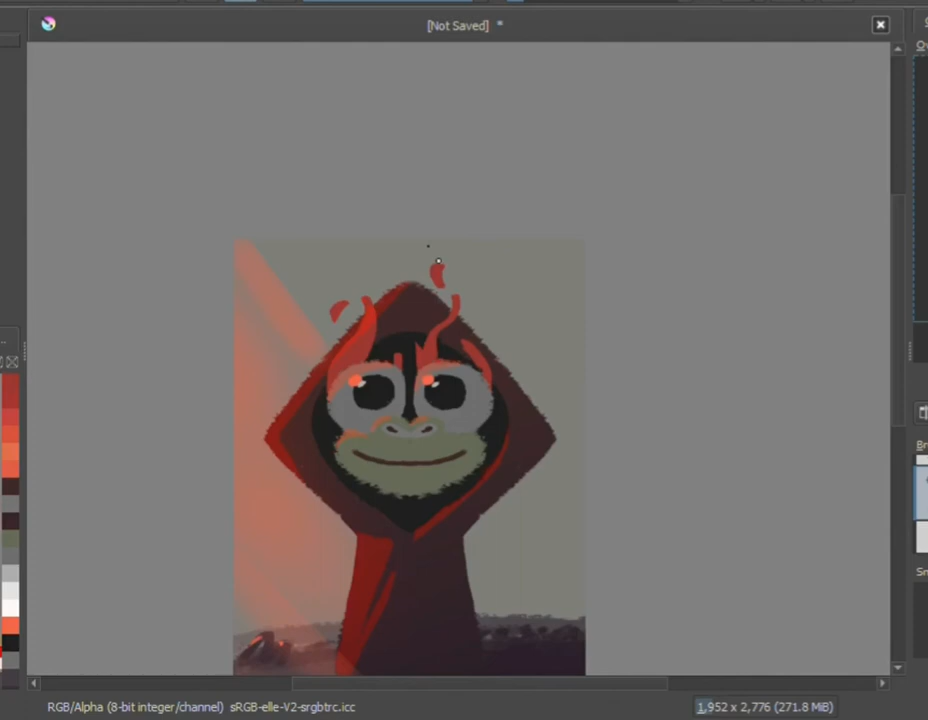 [Not Saved] *
RGB/Alpha (8-bit integer/channel) sRGB-elle-V2-srgbtrc.icc
1,952 x 2,776 (271.8 MiB)